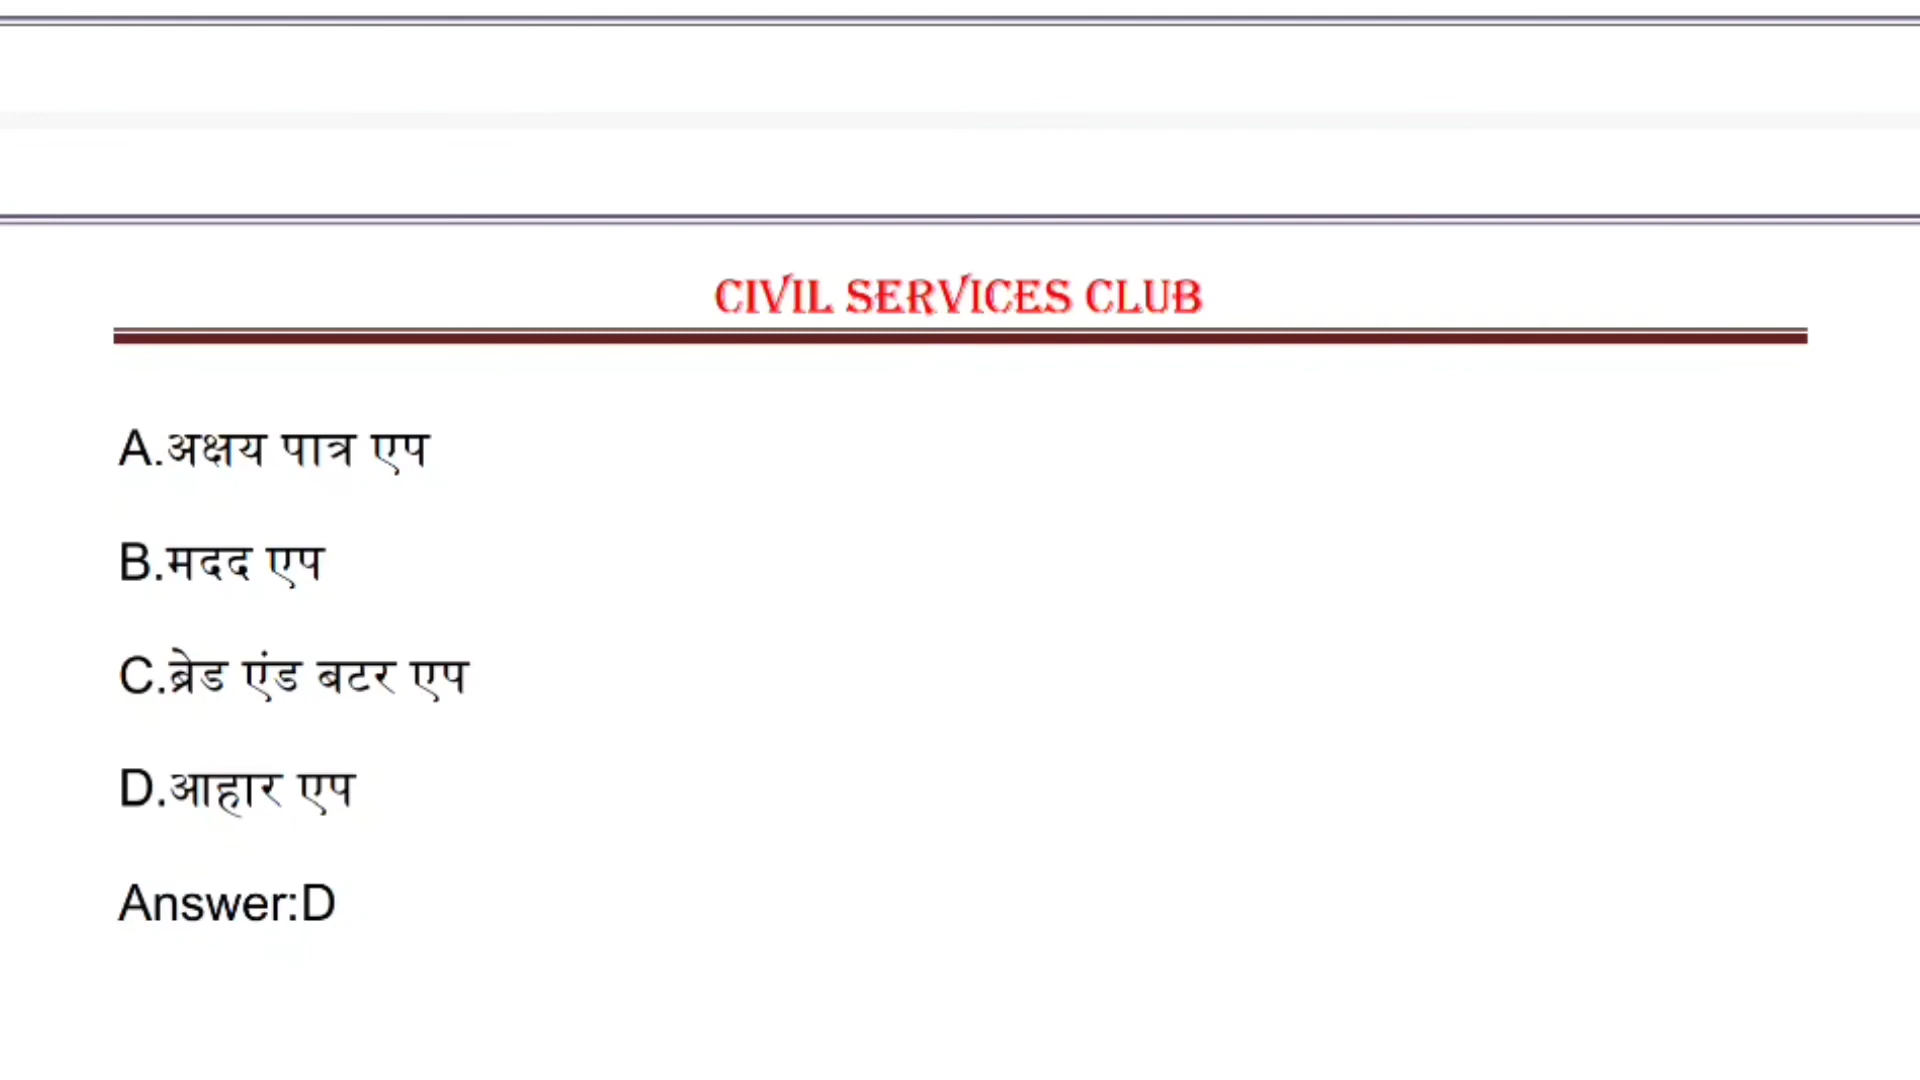 CIVIL SERVICES CLUB
A.अक्षय पात्र एप
B.मदद एप
C.ब्रेड एंड बटर एप
D.आहार एप
Answer:D